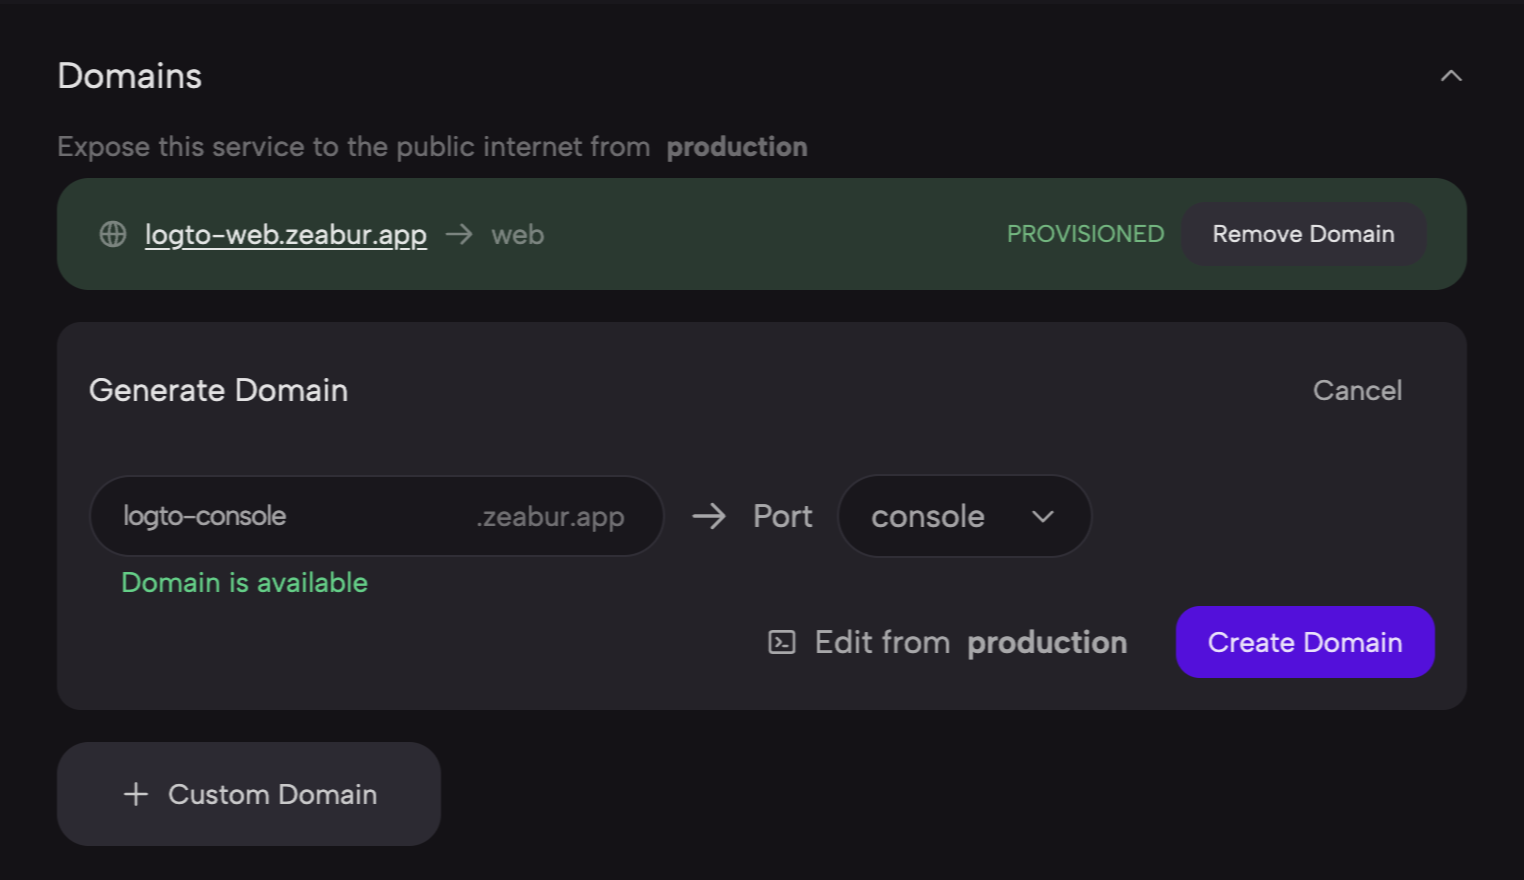 Domains
Expose this service to the public internet from production
logto-web.zeabur.app → web PROVISIONED Remove Domain
Generate Domain Cancel
logto-console .zeabur.app → Port console
Domain is available
Edit from production Create Domain
+ Custom Domain